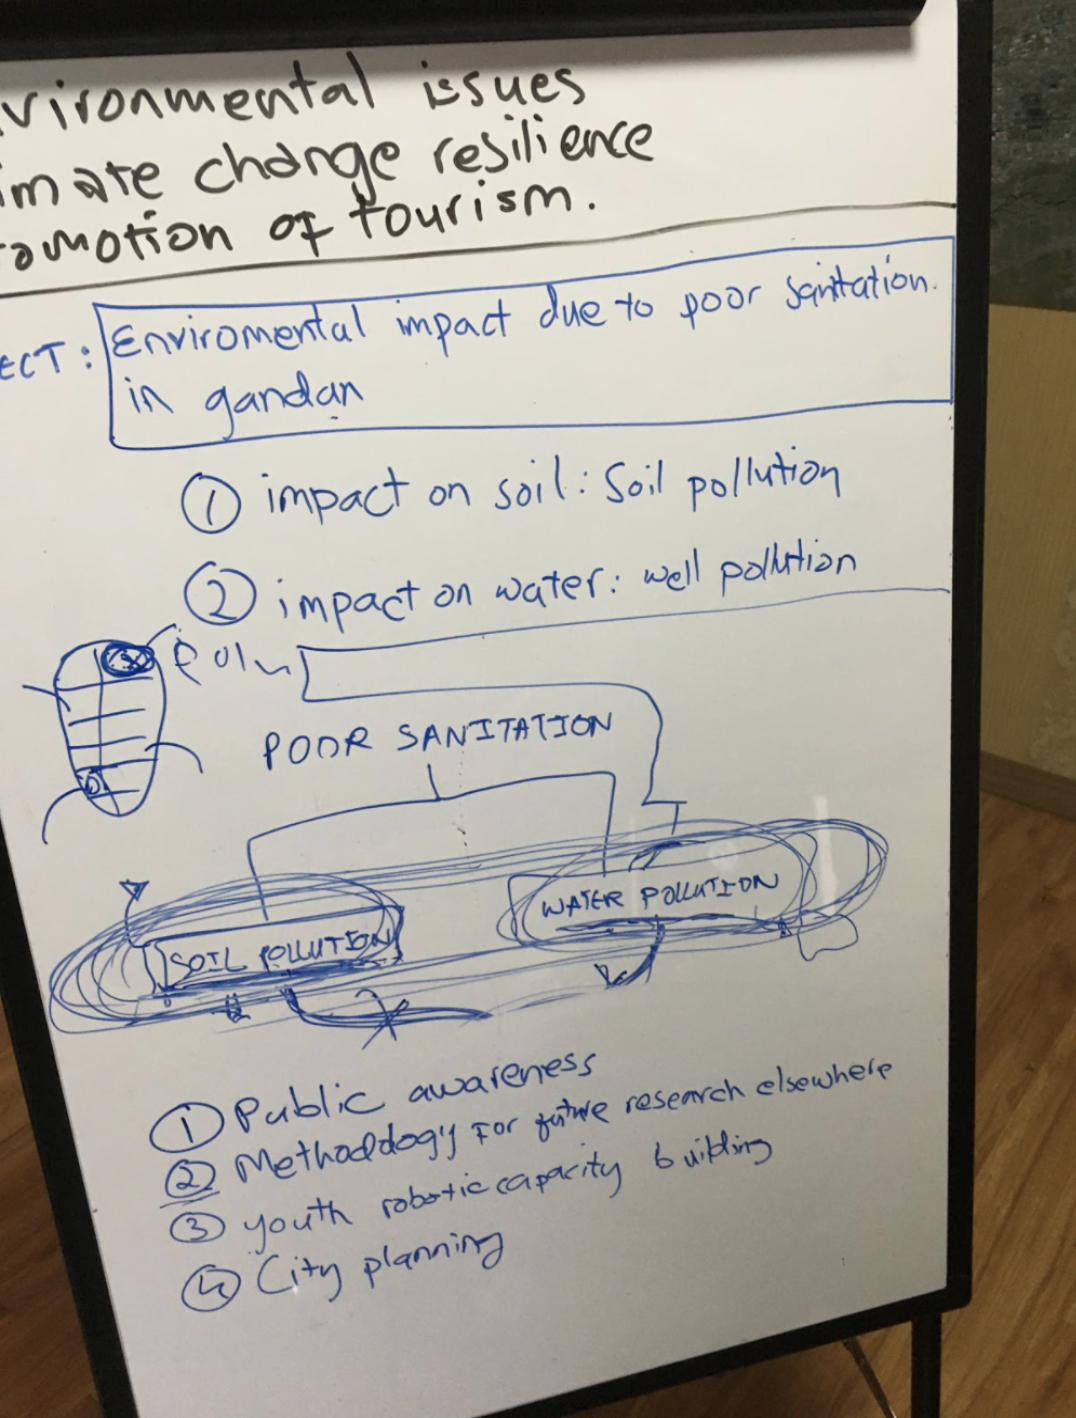 vironmental issues
imate change resilience
omotion of tourism.
ECT: Enviromental impact due to poor sanitation.
in gandan
① impact on soil: Soil pollution
② impact on water: well pollution
POOR SANITATION
WATER POLLUTION
SOIL POLLUTION
① Public awareness
② Methodology For future research elsewhere
③ youth robotic capacity building
④ City planning